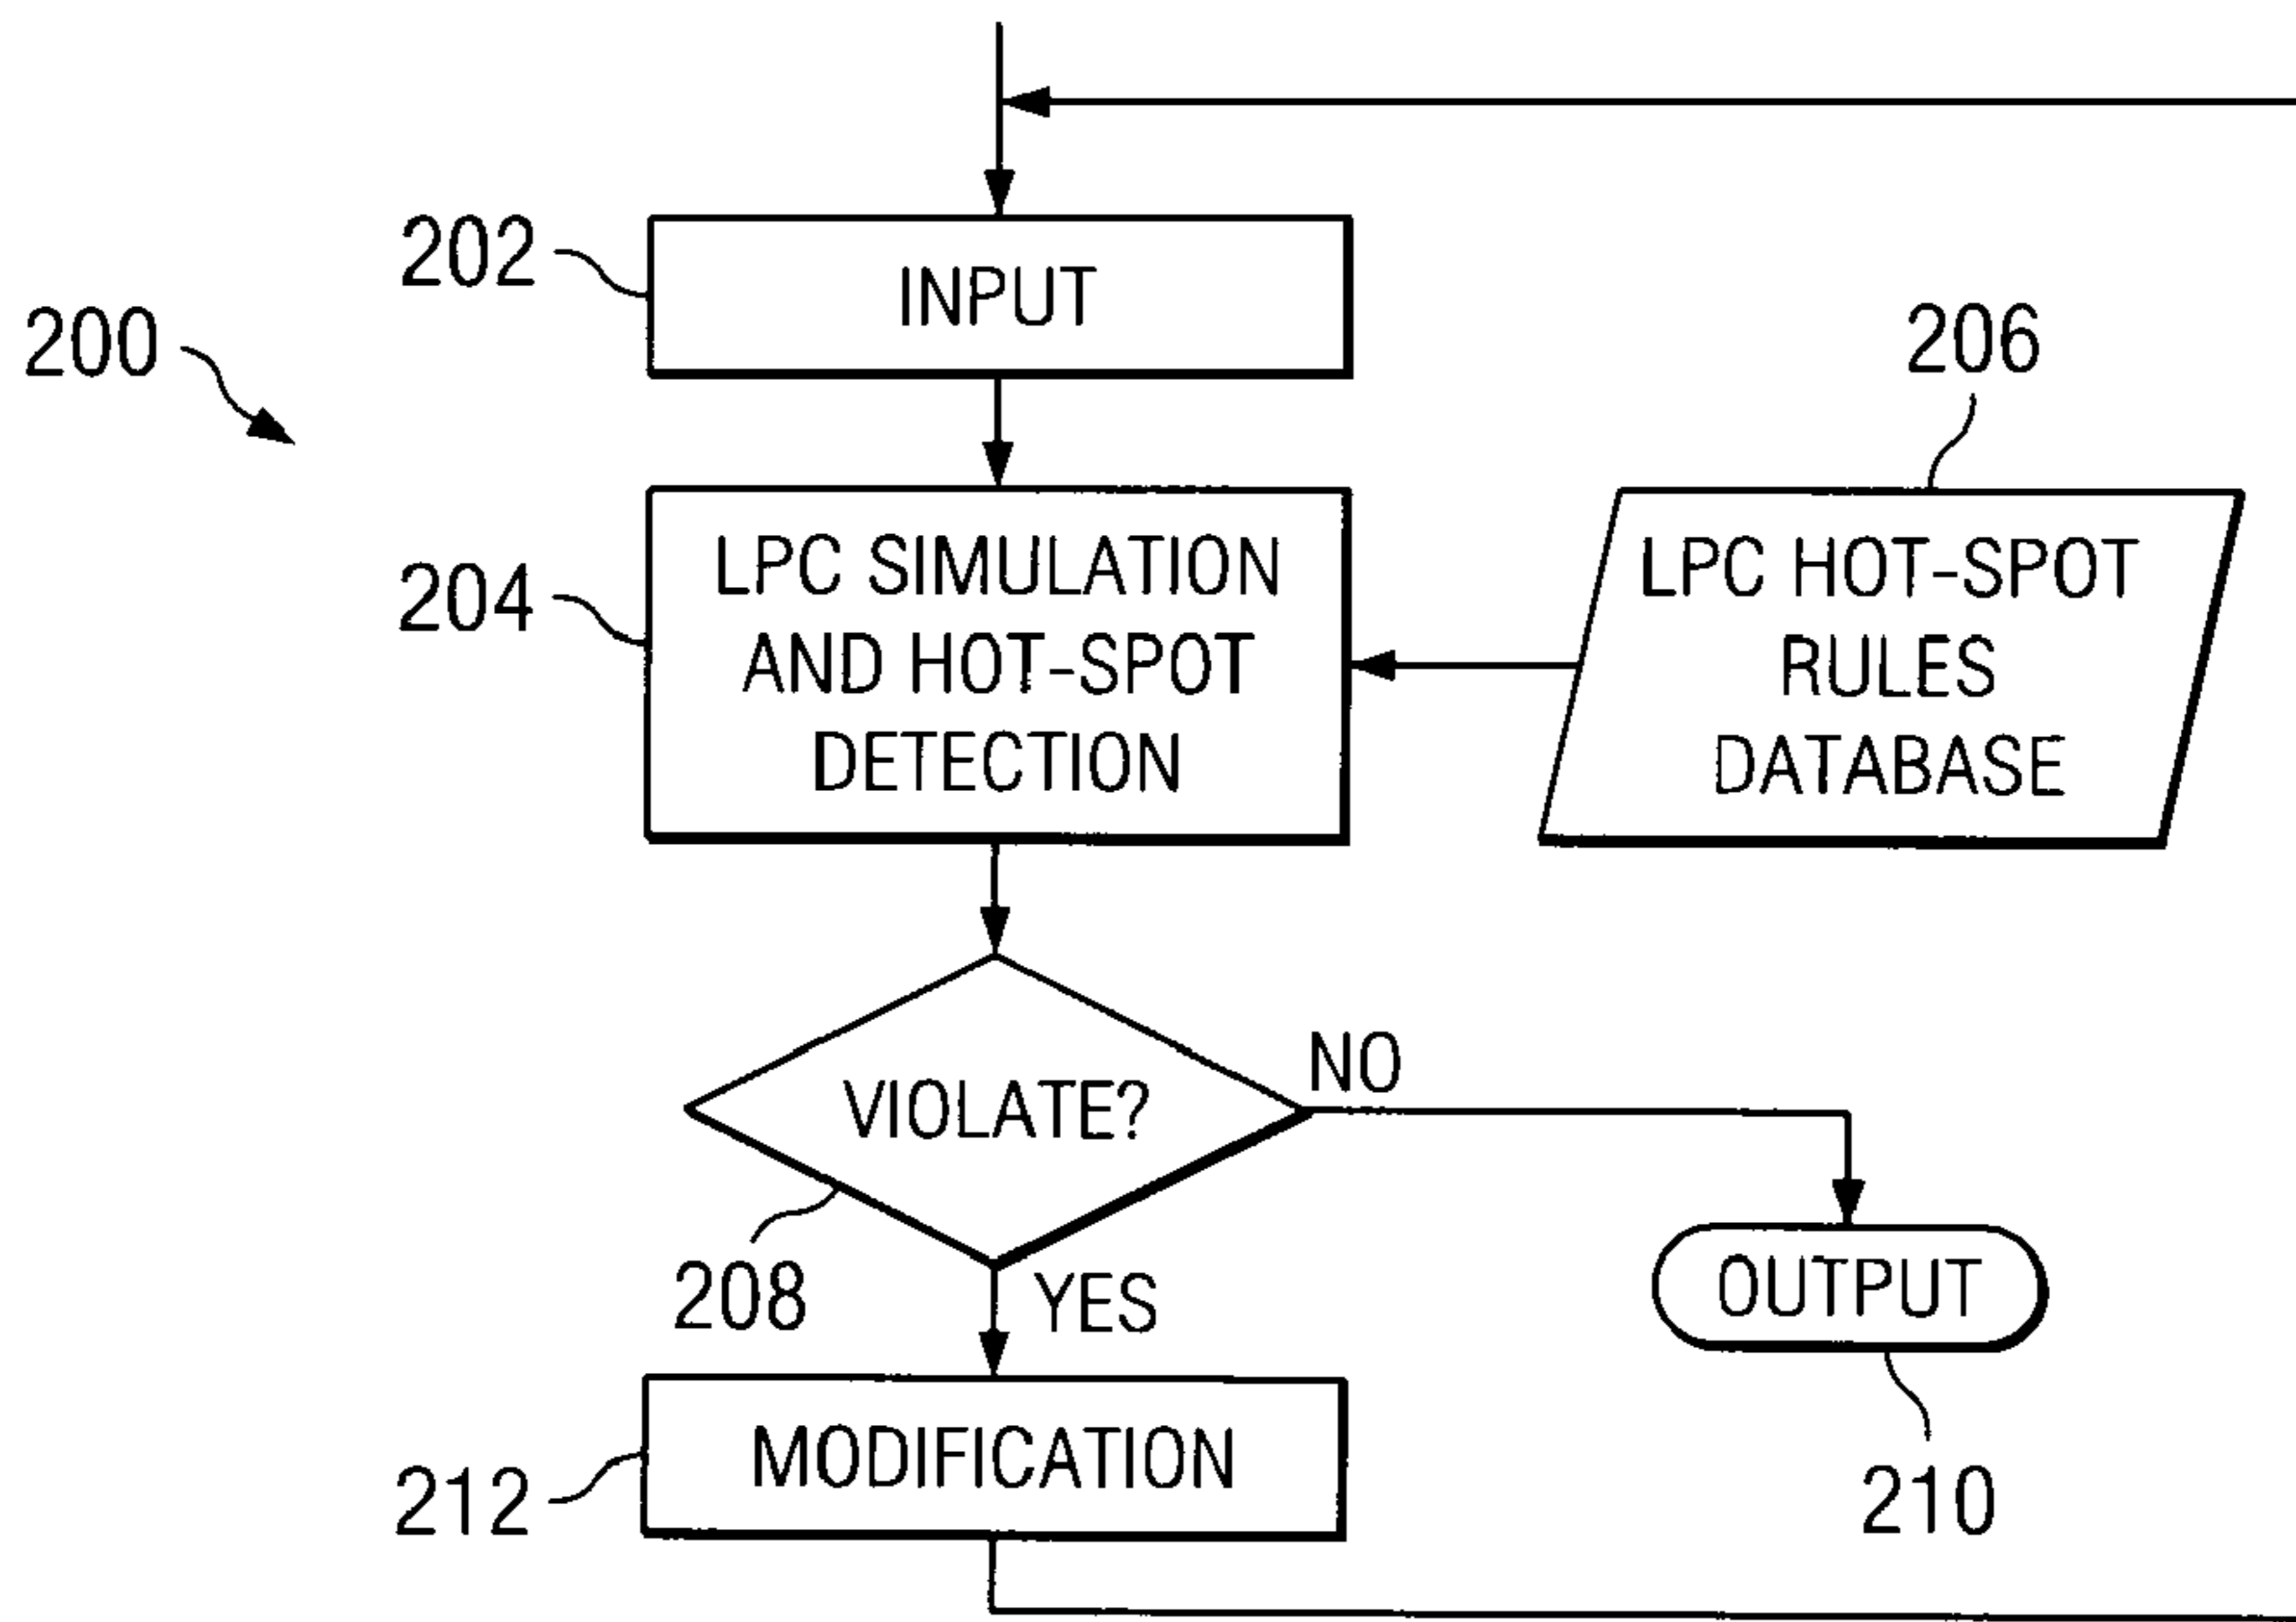 202
INPUT
200
206
204
LPC SIMULATION
AND HOT-SPOT
DETECTION
LPC HOT-SPOT
RULES
DATABASE
VIOLATE?
NO
208
YES
OUTPUT
212
MODIFICATION
210